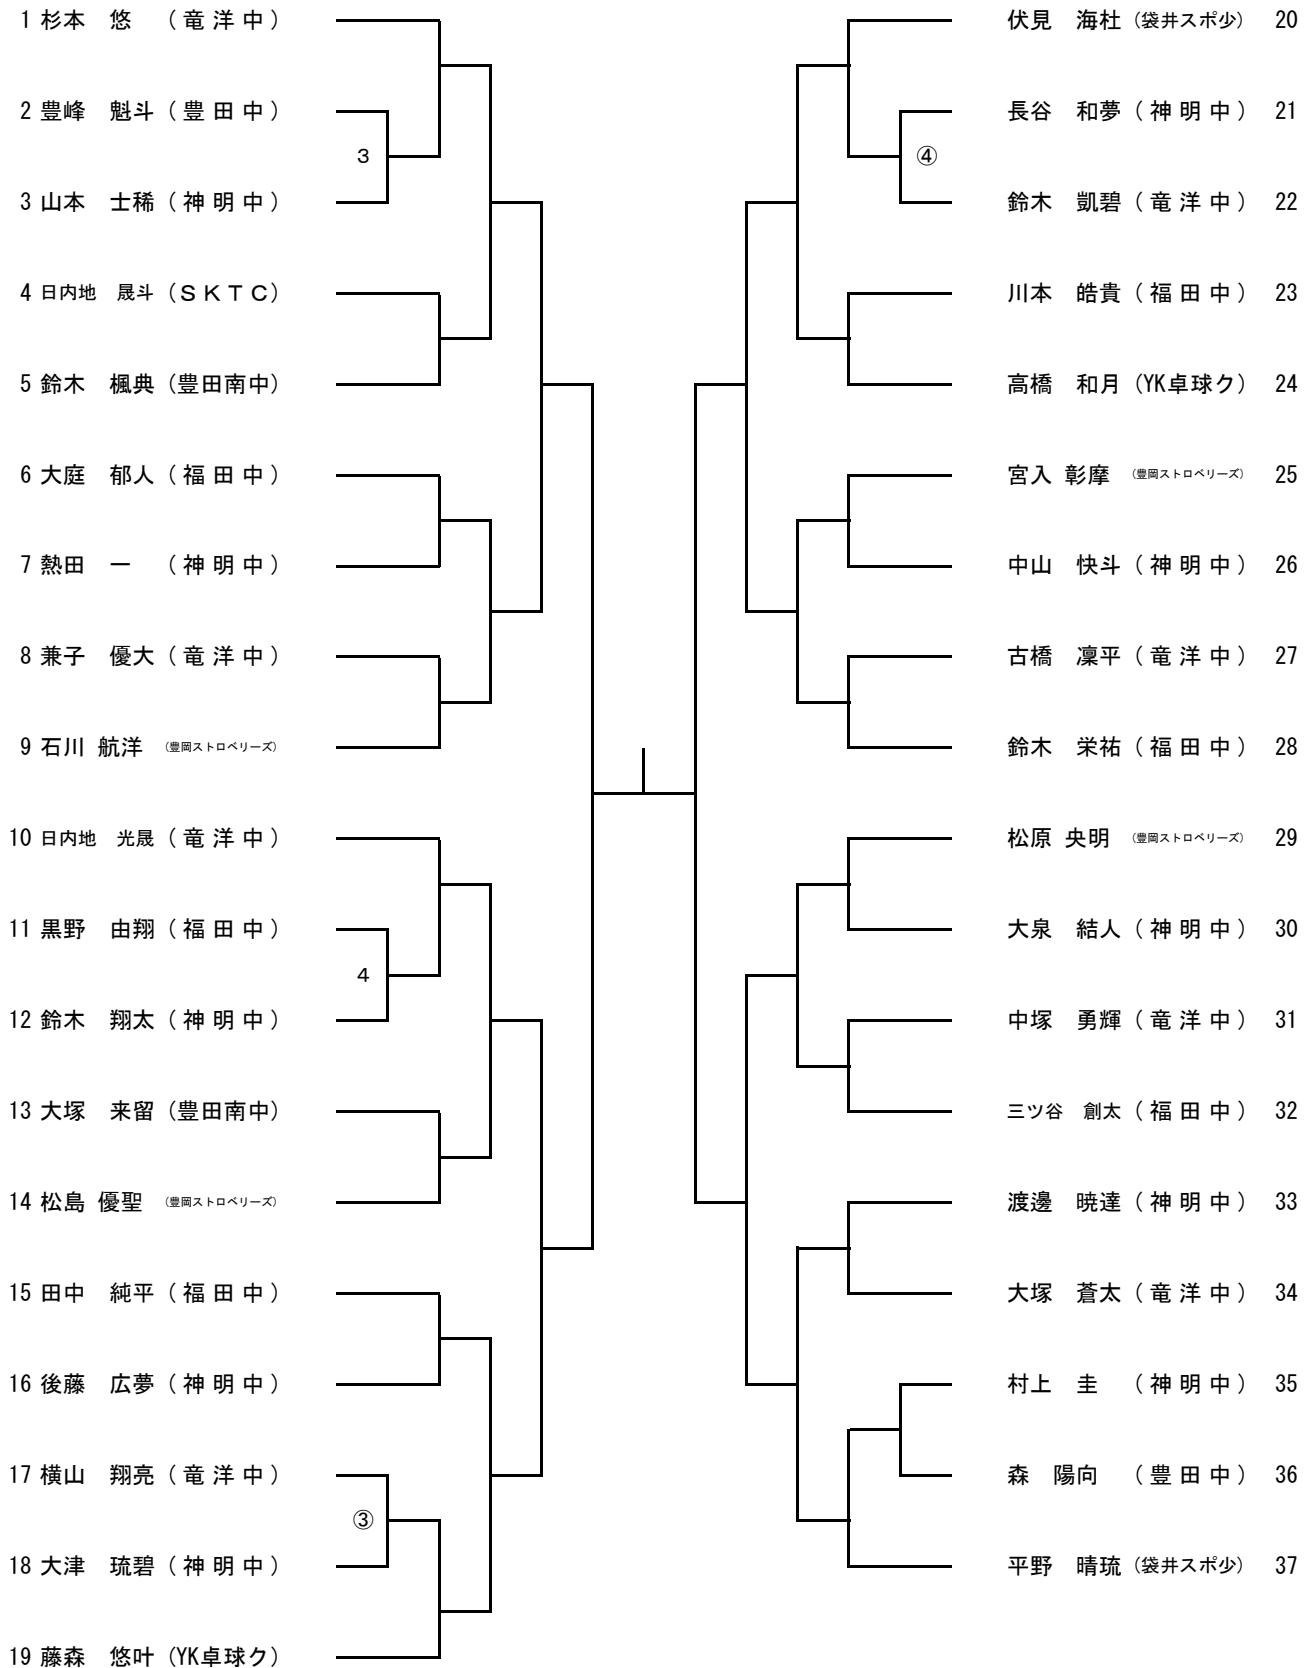 1 杉本　悠　（竜洋中）
2 豊峰　魁斗（豊田中）
3
3 山本　士稀（神明中）
4 日内地　晟斗（ＳＫＴＣ）
5 鈴木　楓典（豊田南中）
6 大庭　郁人（福田中）
7 熱田　一　（神明中）
8 兼子　優大（竜洋中）
9 石川 航洋 （豊岡ストロベリーズ）
10 日内地　光晟（竜洋中）
11 黒野　由翔（福田中）
4
12 鈴木　翔太（神明中）
13 大塚　来留（豊田南中）
14 松島 優聖 （豊岡ストロベリーズ）
15 田中　純平（福田中）
16 後藤　広夢（神明中）
17 横山　翔亮（竜洋中）
③
18 大津　琉碧（神明中）
19 藤森　悠叶（YK卓球ク）
伏見　海杜（袋井スポ少） 20
長谷　和夢（神明中） 21
④
鈴木　凱碧（竜洋中） 22
川本　皓貴（福田中） 23
高橋　和月（YK卓球ク） 24
宮入 彰摩 （豊岡ストロベリーズ） 25
中山　快斗（神明中） 26
古橋　凜平（竜洋中） 27
鈴木　栄祐（福田中） 28
松原 央明 （豊岡ストロベリーズ） 29
大泉　結人（神明中） 30
中塚　勇輝（竜洋中） 31
三ツ谷　創太（福田中） 32
渡邊　暁達（神明中） 33
大塚　蒼太（竜洋中） 34
村上　圭　（神明中） 35
森　陽向　（豊田中） 36
平野　晴琉（袋井スポ少） 37